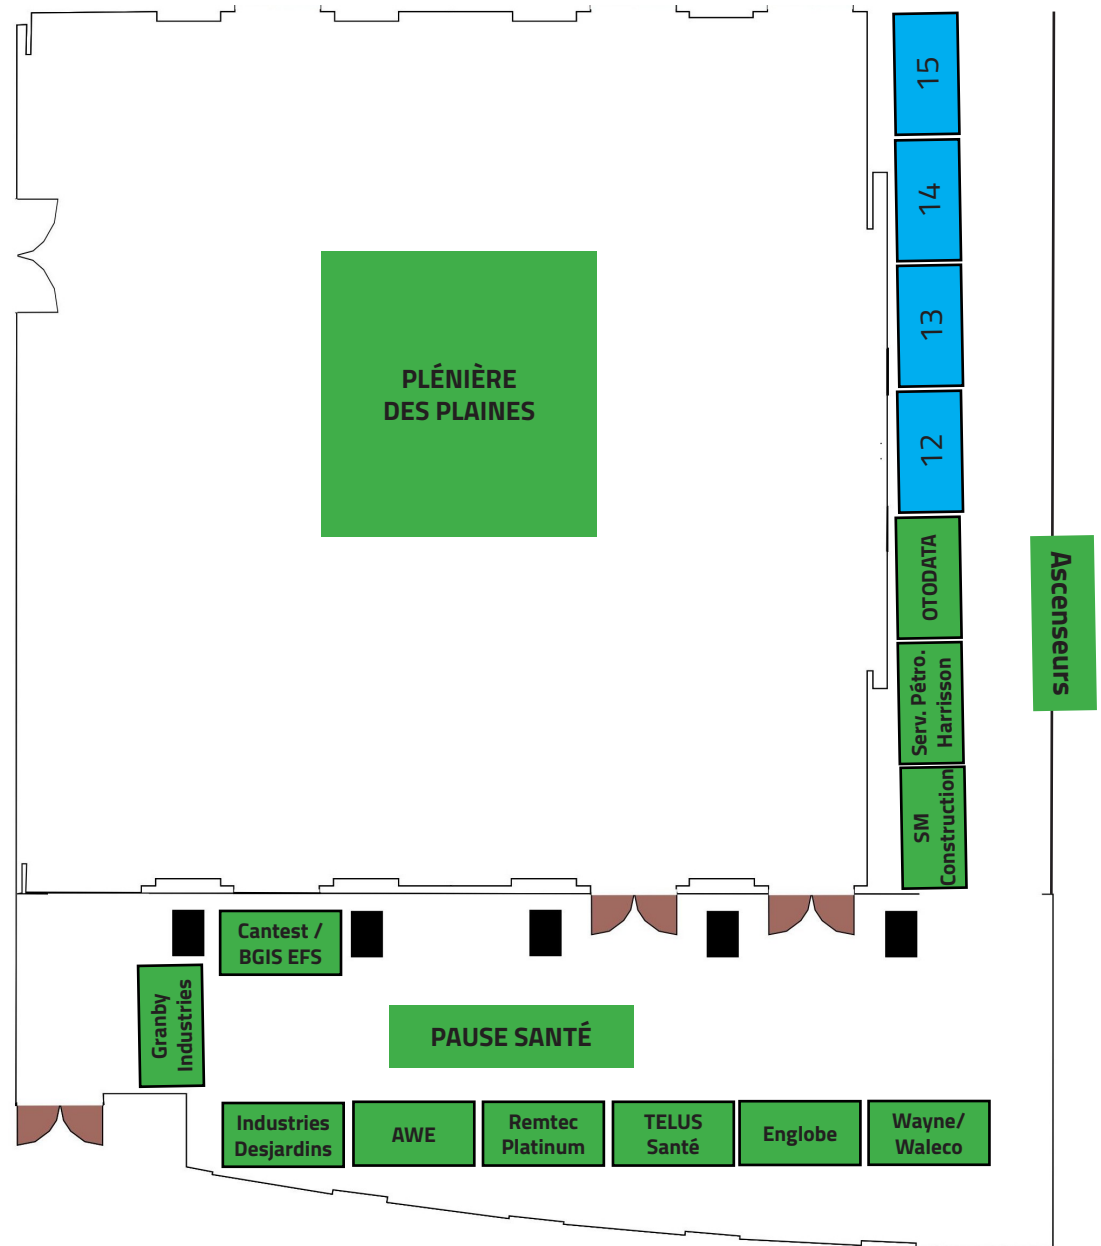 15
14
13
12
PLÉNIÈRE
DES PLAINES
OTODATA
Ascenseurs
Serv. Pétro.
Harrisson
SM
Construction
Cantest /
BGIS EFS
Granby
Industries
PAUSE SANTÉ
Industries
Desjardins
AWE
Remtec
Platinum
TELUS
Santé
Englobe
Wayne/
Waleco